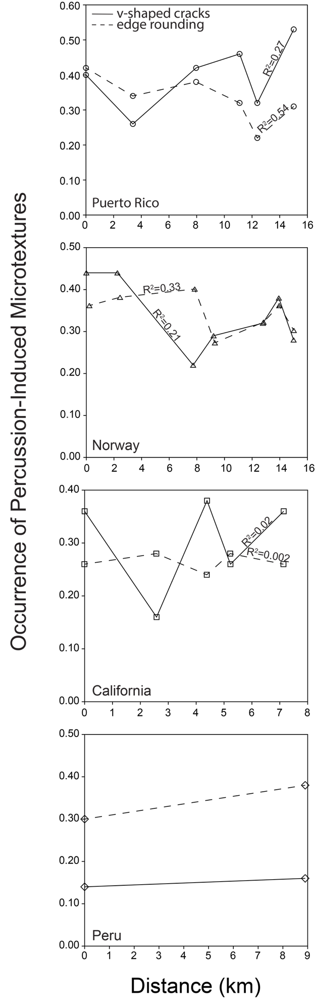 Occurrence of Percussion-Induced Microtextures
0.60
0.50
0.40
0.30
0.20
0.10
0.00
v-shaped cracks
edge rounding
R²=0.27
R²=0.54
Puerto Rico
0 2 4 6 8 10 12 14 16
0.50
0.40
0.30
0.20
0.10
0.00
R²=0.33
R²=0.21
Norway
0 2 4 6 8 10 12 14 16
0.40
0.30
0.20
0.10
0.00
R²=0.02
R²=0.002
California
0 1 2 3 4 5 6 7 8
0.50
0.40
0.30
0.20
0.10
0.00
Peru
0 1 2 3 4 5 6 7 8 9
Distance (km)